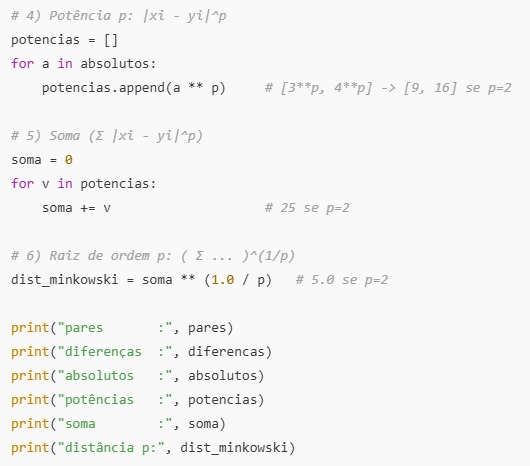 # 4) Potência p: |xi - yi|^p
potencias = []
for a in absolutos:
    potencias.append(a ** p)     # [3**p, 4**p] -> [9, 16] se p=2

# 5) Soma (Σ |xi - yi|^p)
soma = 0
for v in potencias:
    soma += v                    # 25 se p=2

# 6) Raiz de ordem p: ( Σ ... )^(1/p)
dist_minkowski = soma ** (1.0 / p)   # 5.0 se p=2

print("pares       :", pares)
print("diferenças  :", diferencas)
print("absolutos   :", absolutos)
print("potências   :", potencias)
print("soma        :", soma)
print("distância p:", dist_minkowski)